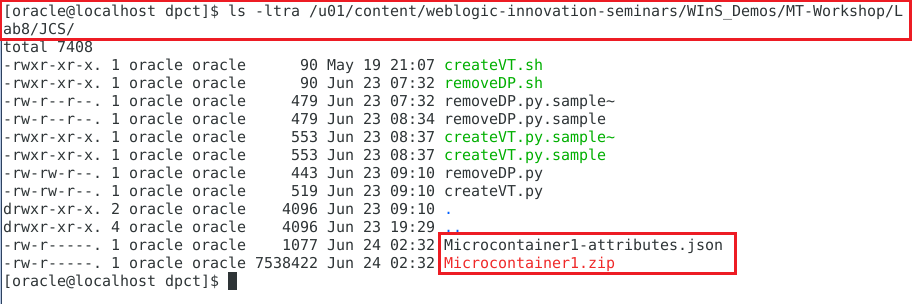 [oracle@localhost dpct]$ ls -ltra /u01/content/weblogic-innovation-seminars/WInS_Demos/MT-Workshop/L
ab8/JCS/
total 7408
-rwxr-xr-x. 1 oracle oracle      90 May 19 21:07 createVT.sh
-rwxr-xr-x. 1 oracle oracle      90 Jun 23 07:32 removeDP.sh
-rw-r--r--. 1 oracle oracle     479 Jun 23 07:32 removeDP.py.sample~
-rw-r--r--. 1 oracle oracle     479 Jun 23 08:34 removeDP.py.sample
-rwxr-xr-x. 1 oracle oracle     553 Jun 23 08:37 createVT.py.sample~
-rwxr-xr-x. 1 oracle oracle     553 Jun 23 08:37 createVT.py.sample
-rw-rw-r--. 1 oracle oracle     443 Jun 23 09:10 removeDP.py
-rw-rw-r--. 1 oracle oracle     519 Jun 23 09:10 createVT.py
drwxr-xr-x. 2 oracle oracle    4096 Jun 23 09:10 .
drwxr-xr-x. 4 oracle oracle    4096 Jun 23 19:29 ..
-rw-r-----. 1 oracle oracle    1077 Jun 24 02:32 Microcontainer1-attributes.json
-rw-r-----. 1 oracle oracle 7538422 Jun 24 02:32 Microcontainer1.zip
[oracle@localhost dpct]$